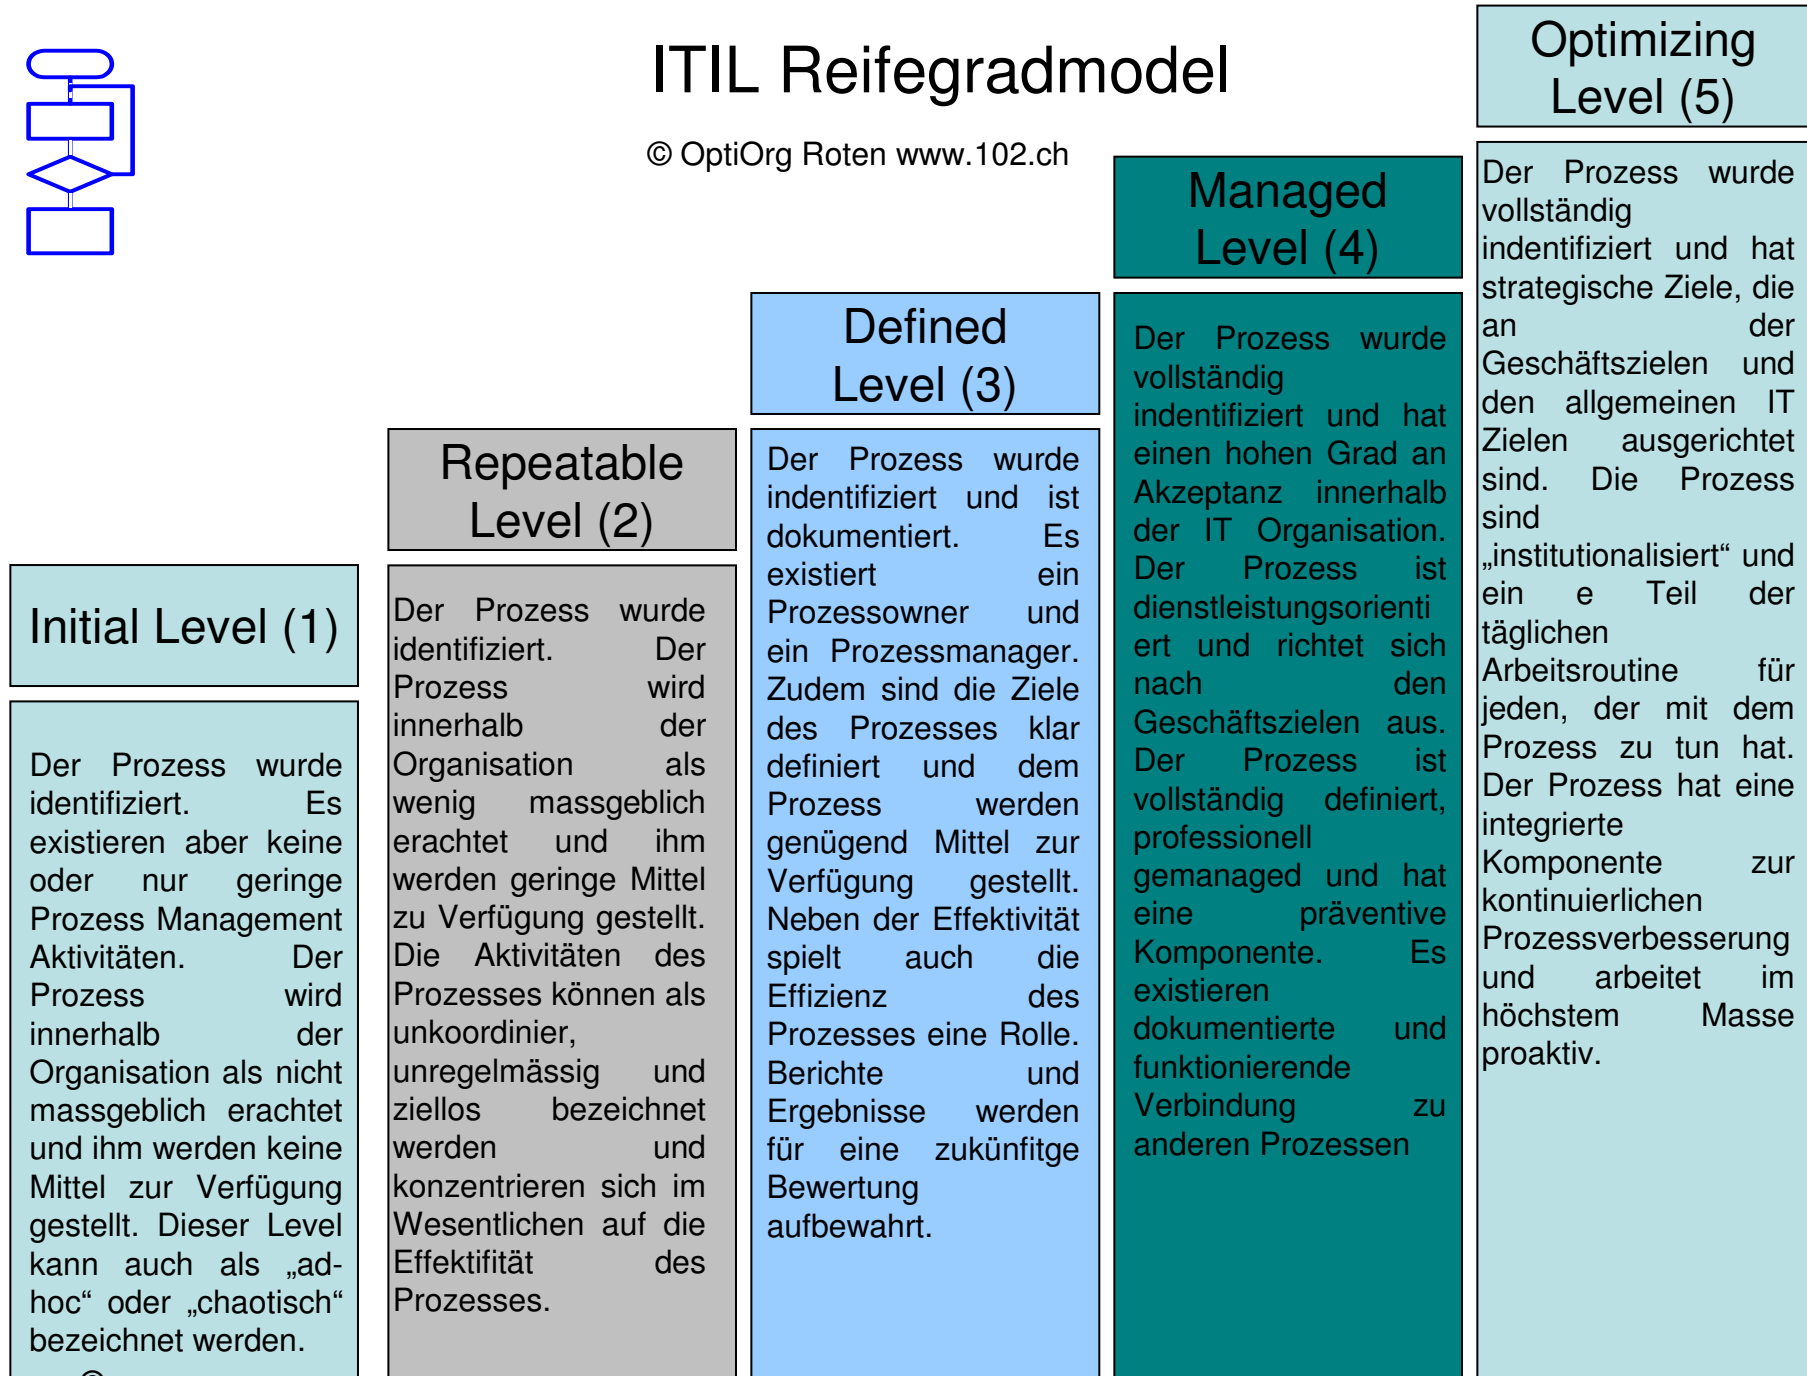 ITIL Reifegradmodel
© OptiOrg Roten www.102.ch
Initial Level (1)
Der Prozess wurde
identifiziert. Es
existieren aber keine
oder nur geringe
Prozess Management
Aktivitäten. Der
Prozess wird
innerhalb der
Organisation als nicht
massgeblich erachtet
und ihm werden keine
Mittel zur Verfügung
gestellt. Dieser Level
kann auch als „ad-
hoc“ oder „chaotisch“
bezeichnet werden.
©
Repeatable
Level (2)
Der Prozess wurde
identifiziert. Der
Prozess wird
innerhalb der
Organisation als
wenig massgeblich
erachtet und ihm
werden geringe Mittel
zu Verfügung gestellt.
Die Aktivitäten des
Prozesses können als
unkoordinier,
unregelmässig und
ziellos bezeichnet
werden und
konzentrieren sich im
Wesentlichen auf die
Effektifität des
Prozesses.
Defined
Level (3)
Der Prozess wurde
indentifiziert und ist
dokumentiert. Es
existiert ein
Prozessowner und
ein Prozessmanager.
Zudem sind die Ziele
des Prozesses klar
definiert und dem
Prozess werden
genügend Mittel zur
Verfügung gestellt.
Neben der Effektivität
spielt auch die
Effizienz des
Prozesses eine Rolle.
Berichte und
Ergebnisse werden
für eine zukünfitge
Bewertung
aufbewahrt.
Managed
Level (4)
Der Prozess wurde
vollständig
indentifiziert und hat
einen hohen Grad an
Akzeptanz innerhalb
der IT Organisation.
Der Prozess ist
dienstleistungsorienti
ert und richtet sich
nach den
Geschäftszielen aus.
Der Prozess ist
vollständig definiert,
professionell
gemanaged und hat
eine präventive
Komponente. Es
existieren
dokumentierte und
funktionierende
Verbindung zu
anderen Prozessen
Optimizing
Level (5)
Der Prozess wurde
vollständig
indentifiziert und hat
strategische Ziele, die
an der
Geschäftszielen und
den allgemeinen IT
Zielen ausgerichtet
sind. Die Prozess
sind
„institutionalisiert“ und
ein e Teil der
täglichen
Arbeitsroutine für
jeden, der mit dem
Prozess zu tun hat.
Der Prozess hat eine
integrierte
Komponente zur
kontinuierlichen
Prozessverbesserung
und arbeitet im
höchstem Masse
proaktiv.